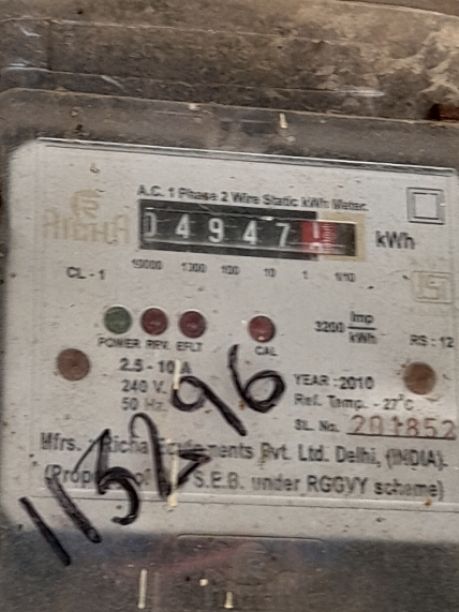 A.C. 1 Phase 2 Wire Static kWh Meter
04947 kWh
CL - 1 10000 1000 100 10 1 1/10
3200 Imp/kWh
POWER REV. EFLT CAL
RS : 12
2.5 - 10 A
240 V.
50 Hz.
YEAR : 2010
Ref. Temp. - 27°C
SL. No. 291852
113296
Mfrs. : Richa Equipments Pvt. Ltd. Delhi, (INDIA).
S.E.B. under RGGVY scheme)